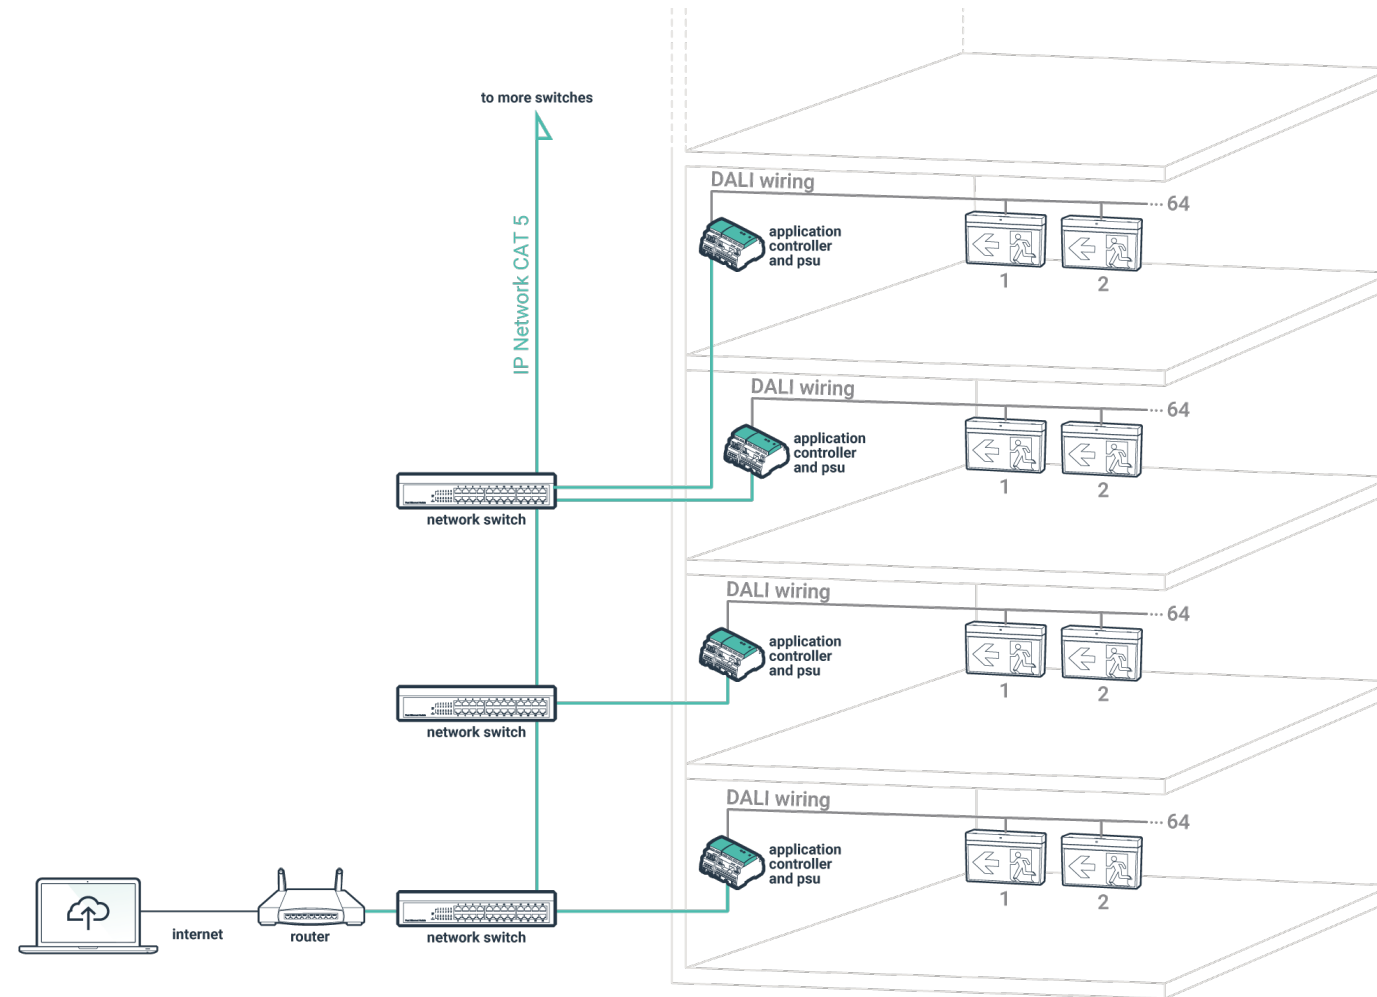 to more switches
IP Network CAT 5
DALI wiring
... 64
application
controller
and psu
1
2
DALI wiring
... 64
application
controller
and psu
1
2
network switch
DALI wiring
... 64
application
controller
and psu
1
2
network switch
DALI wiring
... 64
application
controller
and psu
1
2
internet
router
network switch